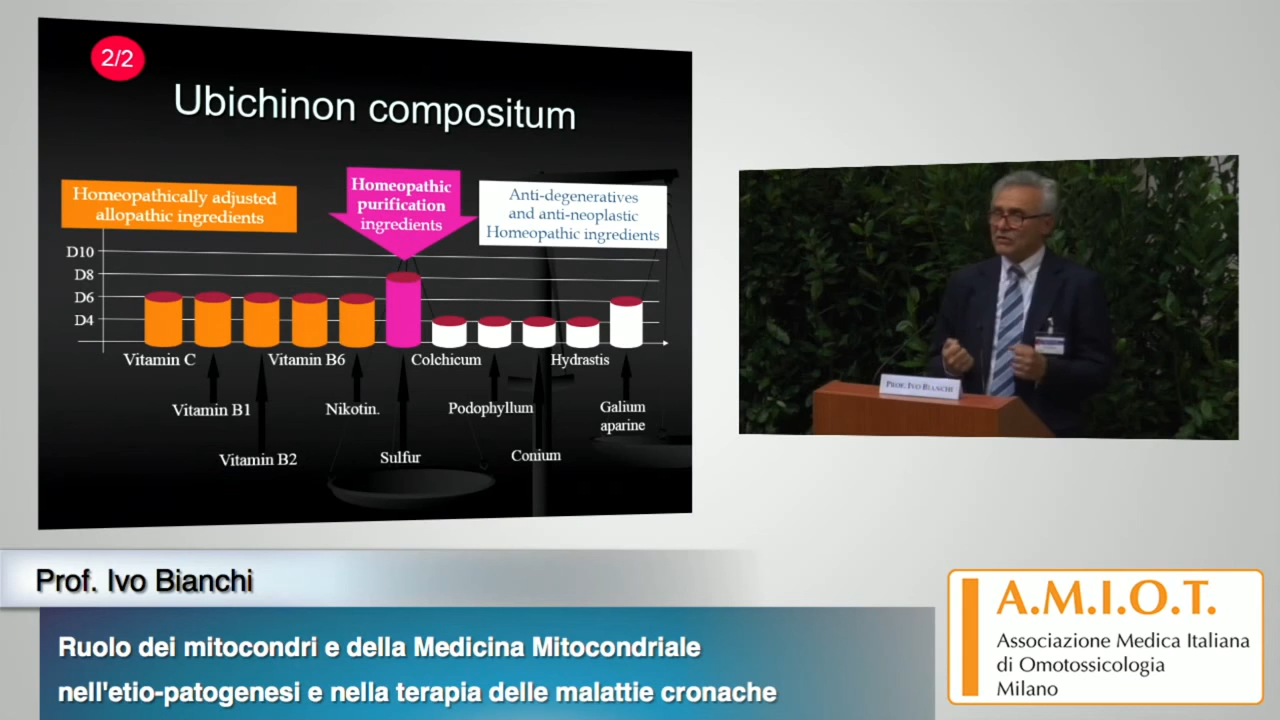 2/2
Ubichinon compositum
Homeopathically adjusted
allopathic ingredients
Homeopathic
purification
ingredients
Anti-degeneratives
and anti-neoplastic
Homeopathic ingredients
D10
D8
D6
D4
Vitamin C
Vitamin B6
Colchicum
Hydrastis
Vitamin B1
Nikotin.
Podophyllum
Galium
aparine
Vitamin B2
Sulfur
Conium
PROF. IVO BIANCHI
Prof. Ivo Bianchi
Ruolo dei mitocondri e della Medicina Mitocondriale
nell'etio-patogenesi e nella terapia delle malattie cronache
A.M.I.O.T.
Associazione Medica Italiana
di Omotossicologia
Milano